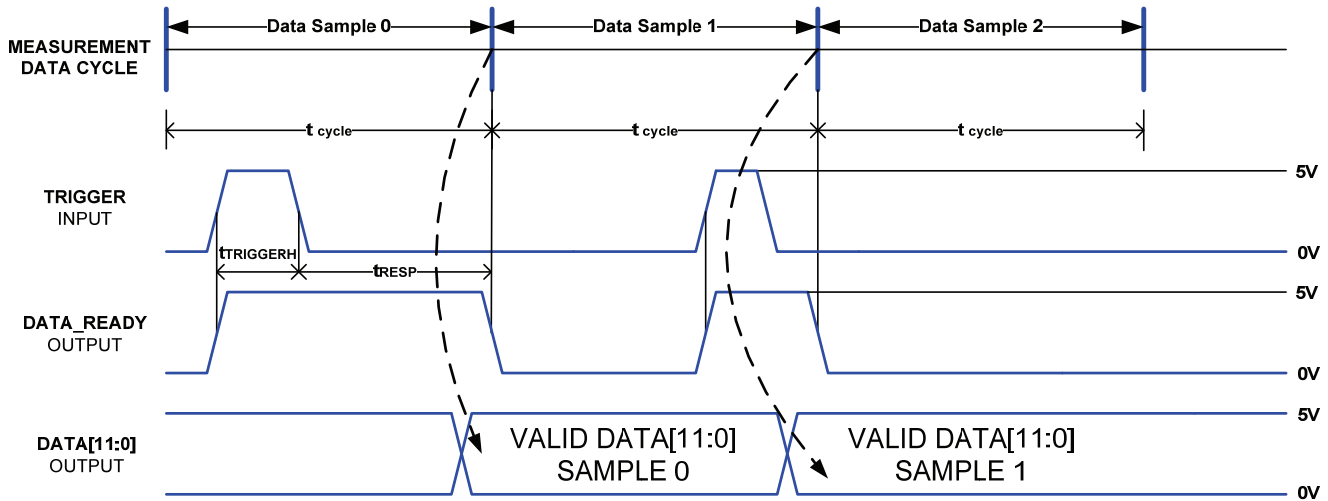 Data Sample 0 Data Sample 1 Data Sample 2
MEASUREMENT
DATA CYCLE
t cycle t cycle t cycle
TRIGGER
INPUT
5V
0V
tTRIGGERH tRESP
DATA_READY
OUTPUT
5V
0V
DATA[11:0]
OUTPUT
VALID DATA[11:0]
SAMPLE 0
VALID DATA[11:0]
SAMPLE 1
5V
0V